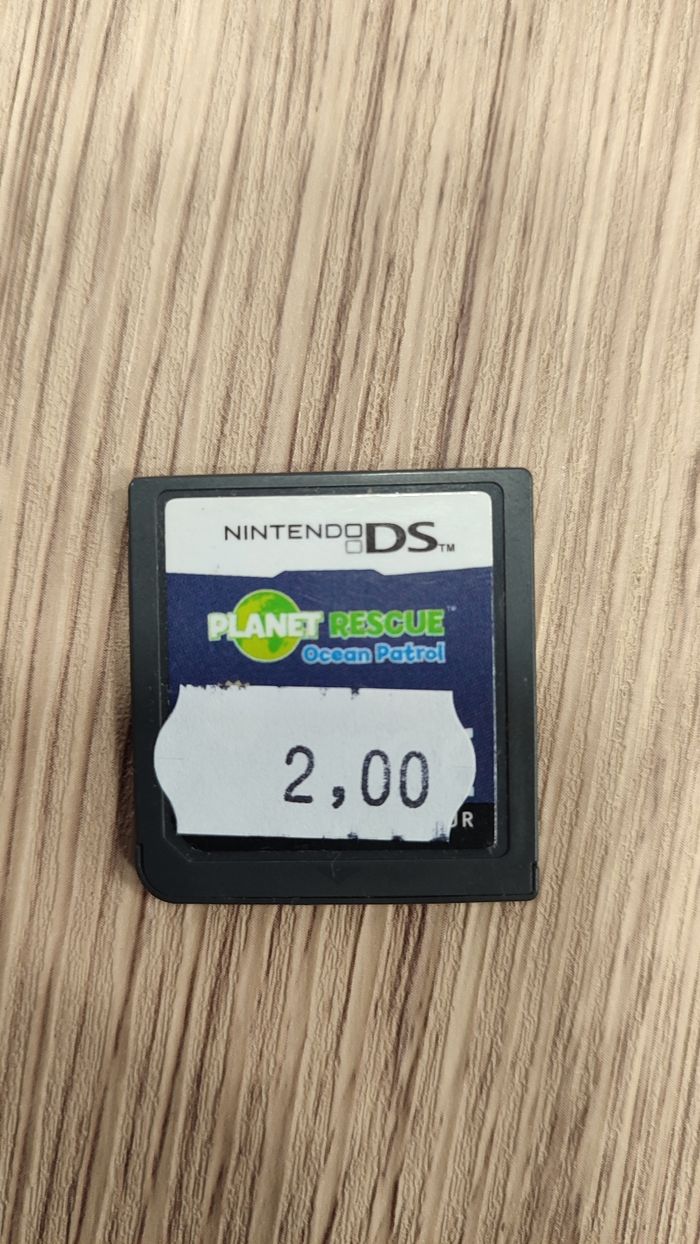 NINTENDO DS™
PLANET RESCUE™
Ocean Patrol
2,00